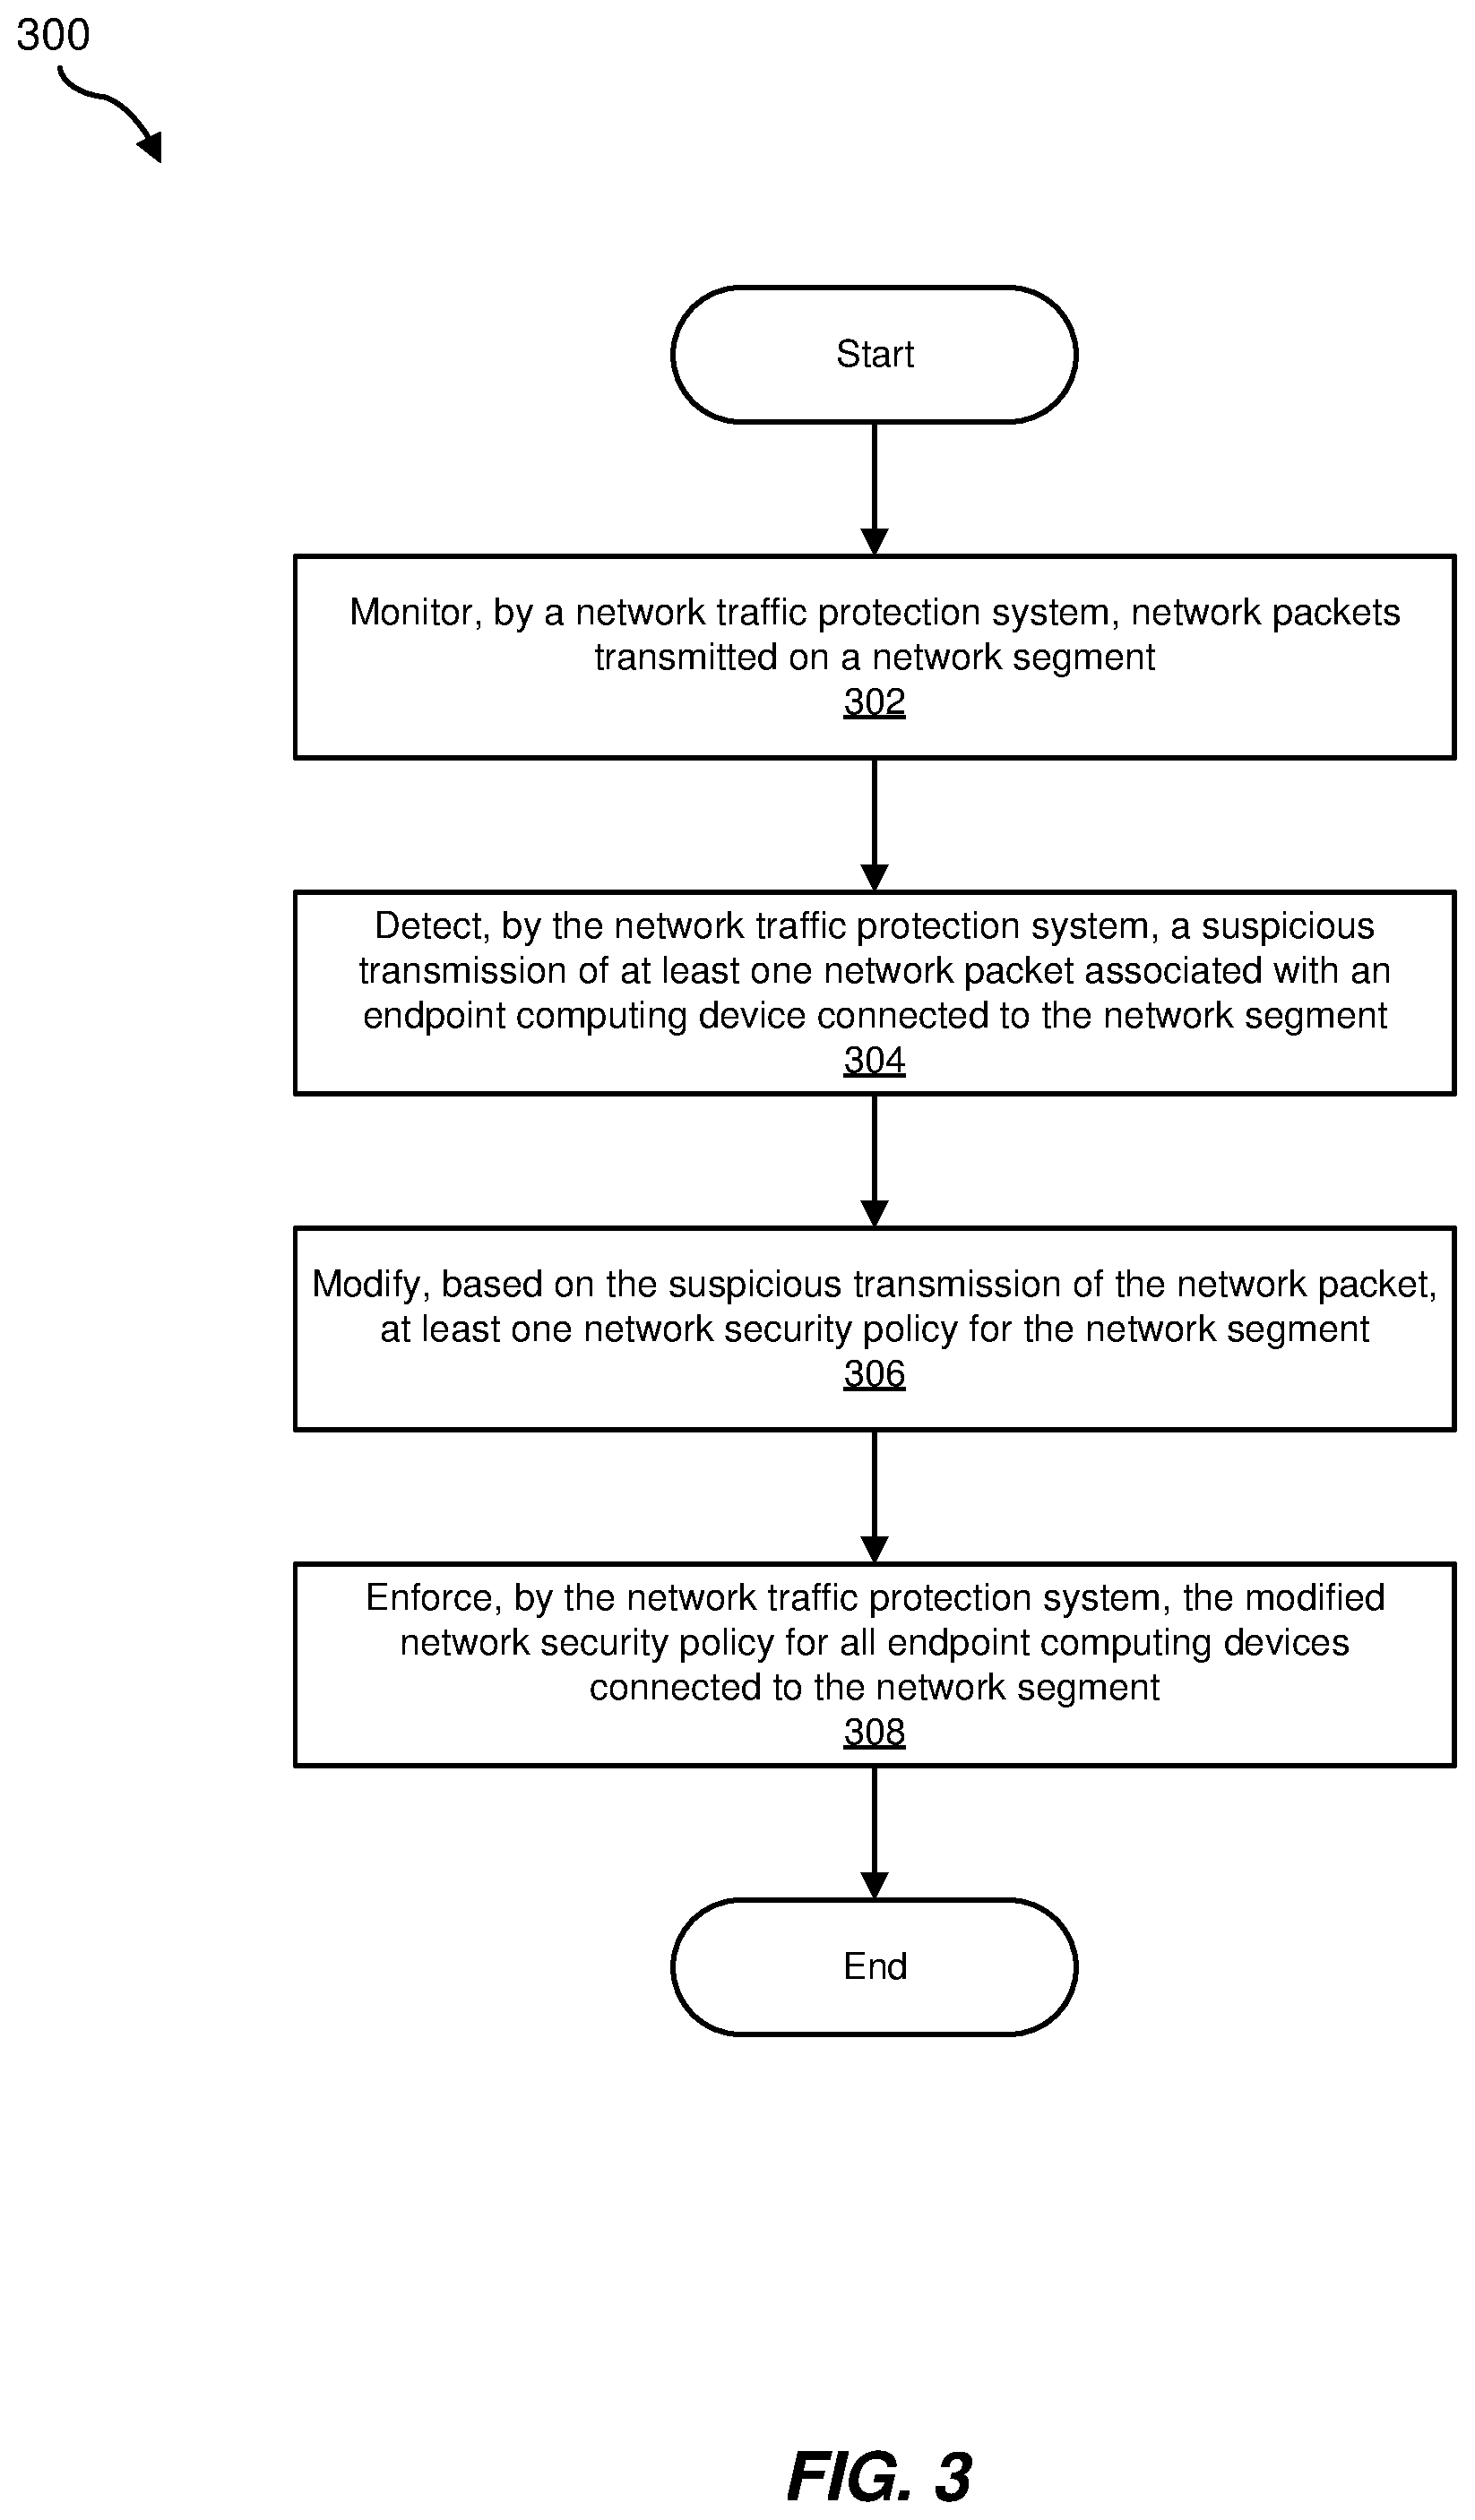 300
Start
Monitor, by a network traffic protection system, network packets
transmitted on a network segment
302
Detect, by the network traffic protection system, a suspicious
transmission of at least one network packet associated with an
endpoint computing device connected to the network segment
304
Modify, based on the suspicious transmission of the network packet,
at least one network security policy for the network segment
306
Enforce, by the network traffic protection system, the modified
network security policy for all endpoint computing devices
connected to the network segment
308
End
FIG. 3